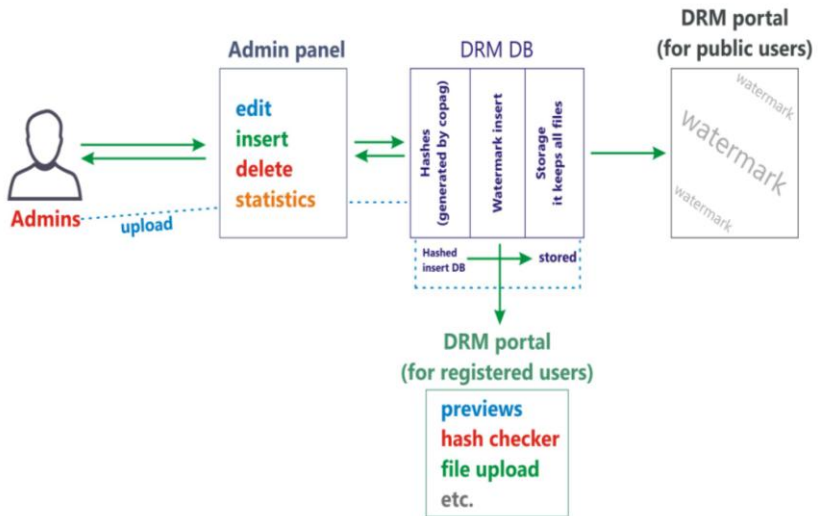 DRM portal
(for public users)
Admin panel
DRM DB
edit
insert
delete
statistics
Hashes
(generated by copag)
Watermark insert
Storage
it keeps all files
watermark
watermark
watermark
Admins
upload
Hashed
insert DB
stored
DRM portal
(for registered users)
previews
hash checker
file upload
etc.